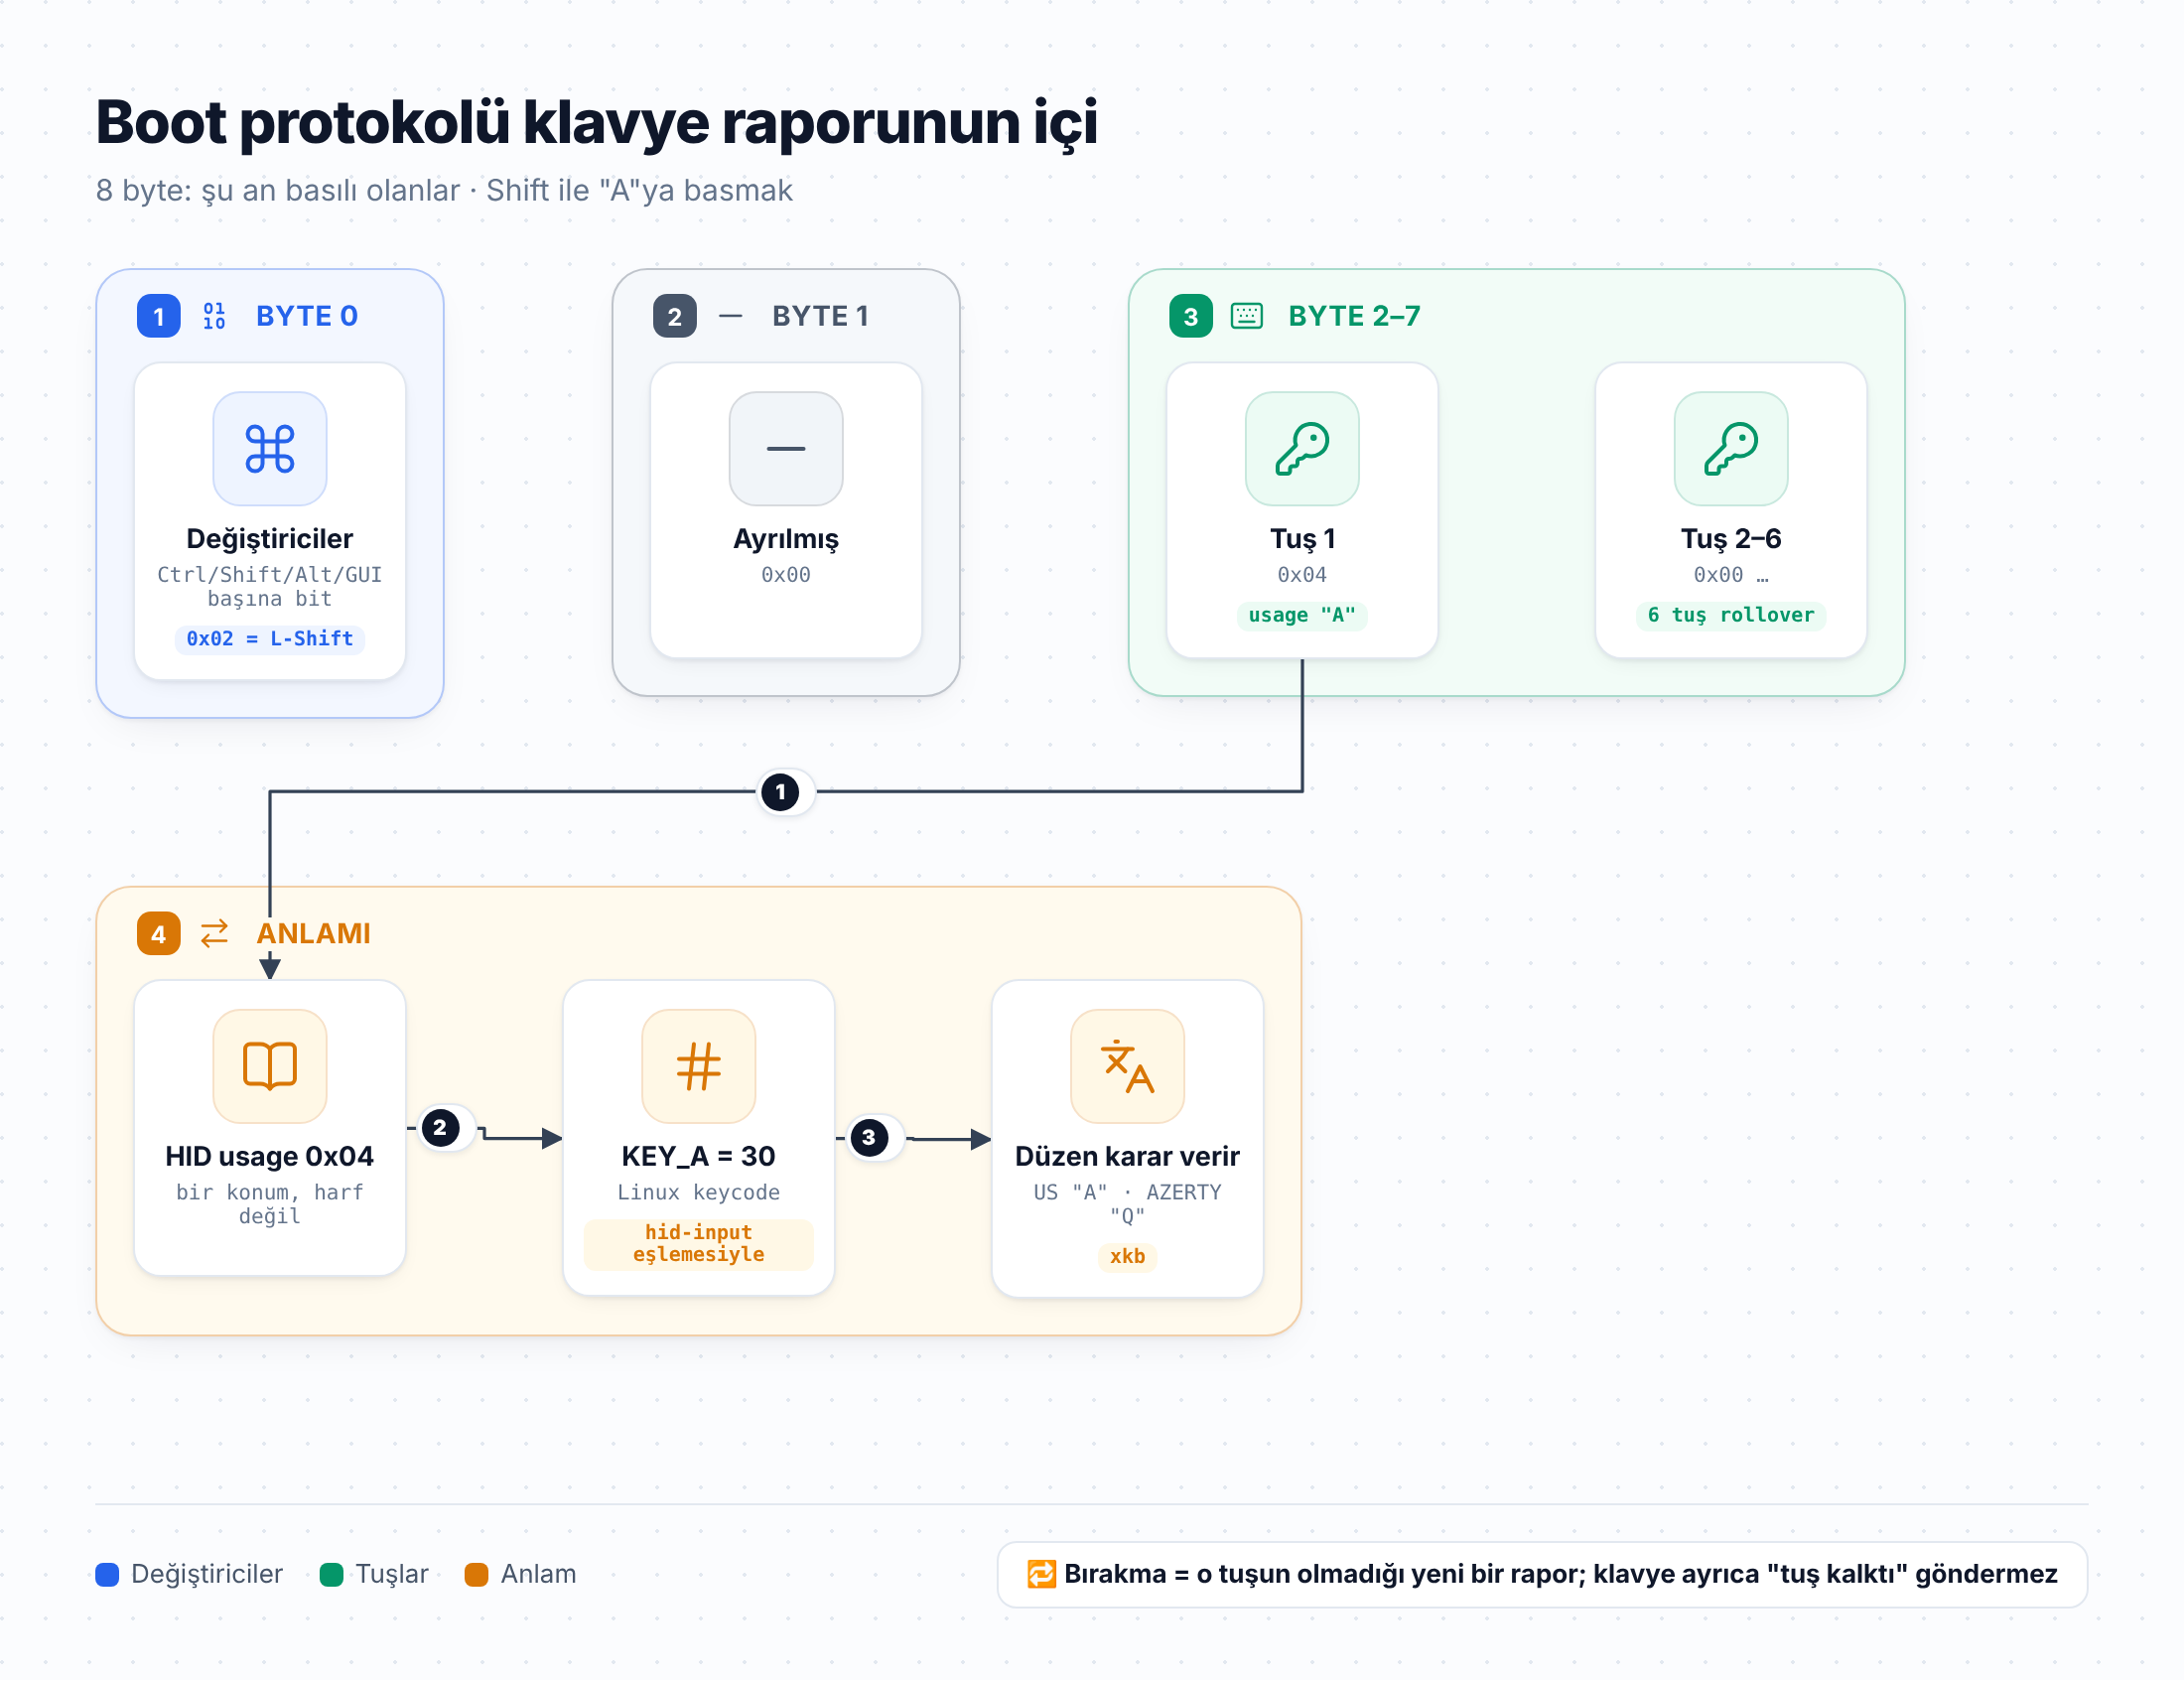 Boot protokolü klavye raporunun içi
8 byte: şu an basılı olanlar · Shift ile "A"ya basmak
1 01 10 BYTE 0
Değiştiriciler
Ctrl/Shift/Alt/GUI
başına bit
0x02 = L-Shift
2 — BYTE 1
Ayrılmış
0x00
3 BYTE 2–7
Tuş 1
0x04
usage "A"
Tuş 2–6
0x00 …
6 tuş rollover
1
4 ANLAMI
HID usage 0x04
bir konum, harf
değil
2
KEY_A = 30
Linux keycode
hid-input
eşlemesiyle
3
Düzen karar verir
US "A" · AZERTY
"Q"
xkb
Değiştiriciler
Tuşlar
Anlam
🔁 Bırakma = o tuşun olmadığı yeni bir rapor; klavye ayrıca "tuş kalktı" göndermez